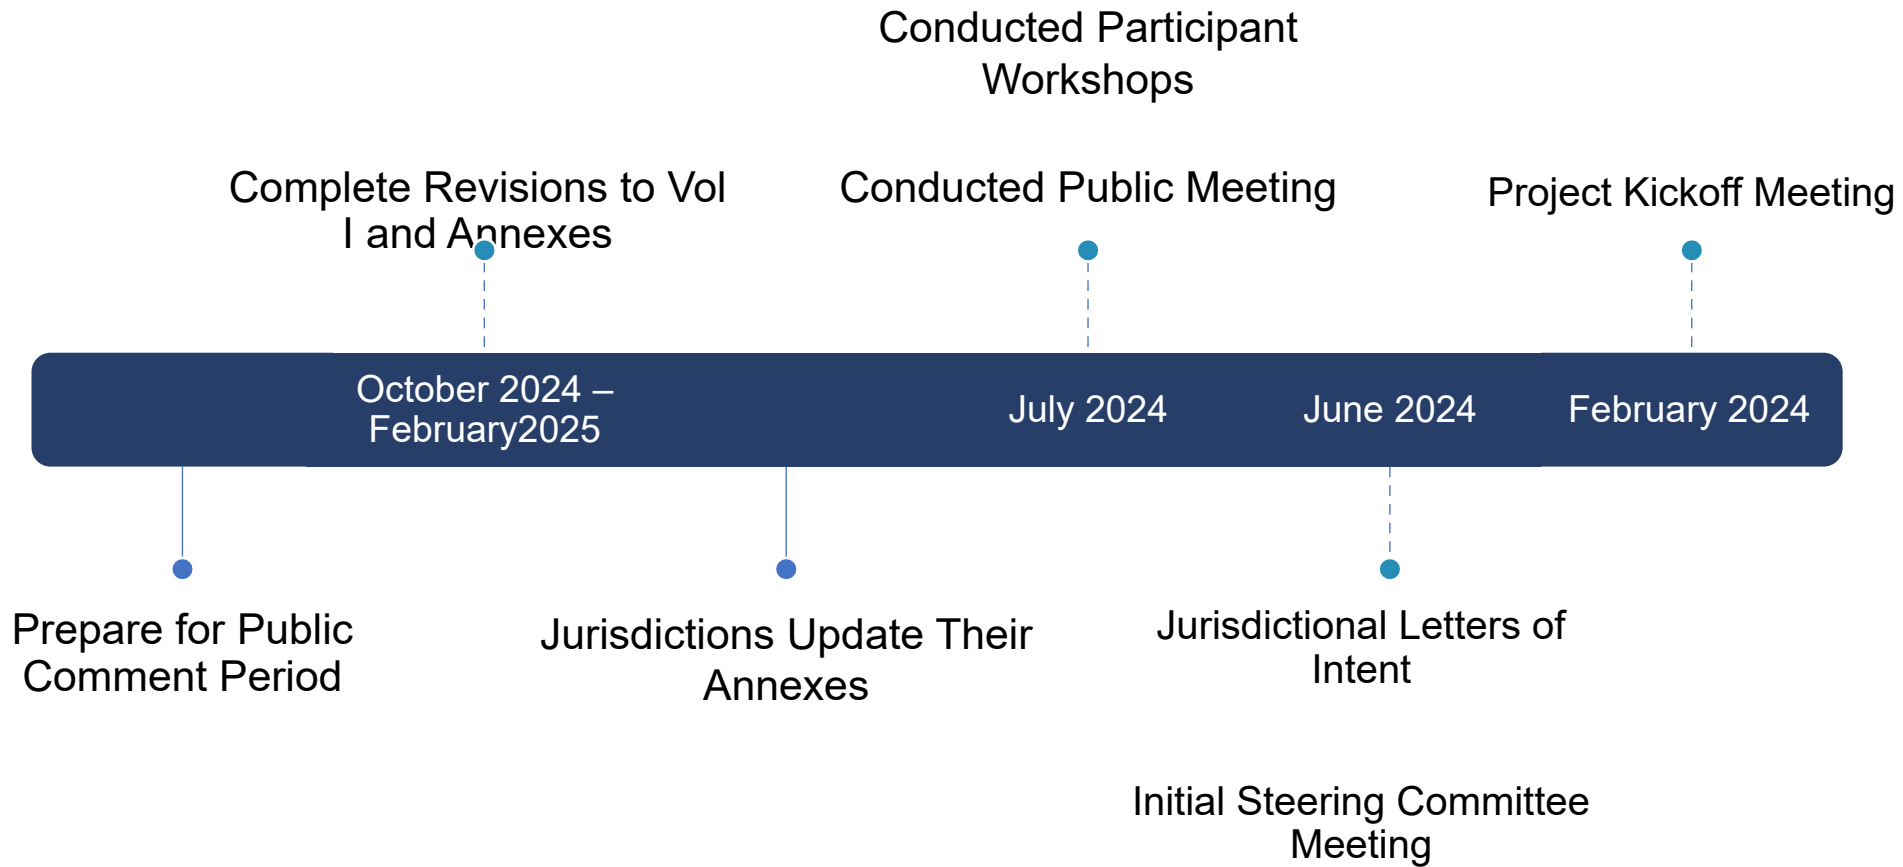 Conducted Participant
Workshops
Complete Revisions to Vol
I and Annexes
Conducted Public Meeting
Project Kickoff Meeting
October 2024 –
February2025
July 2024
June 2024
February 2024
Prepare for Public
Comment Period
Jurisdictions Update Their
Annexes
Jurisdictional Letters of
Intent
Initial Steering Committee
Meeting